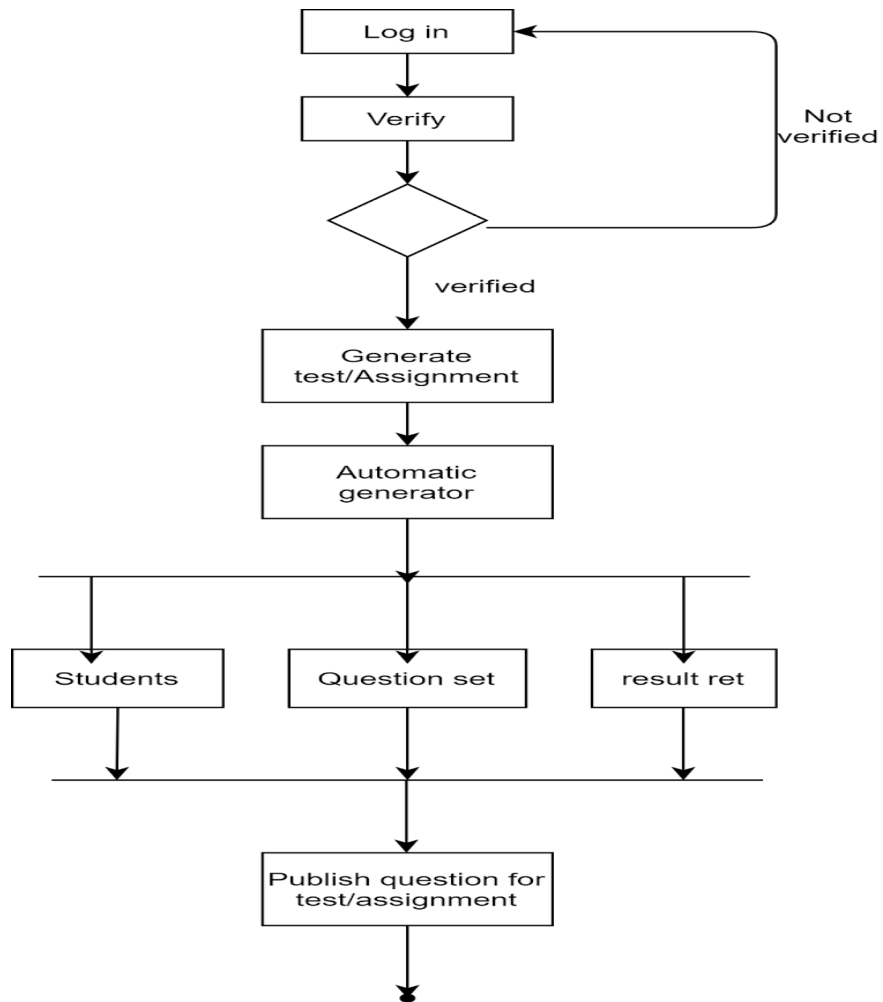 Log in
Not
verified
Verify
verified
Generate
test/Assignment
Automatic
generator
Students
Question set
result ret
Publish question for
test/assignment